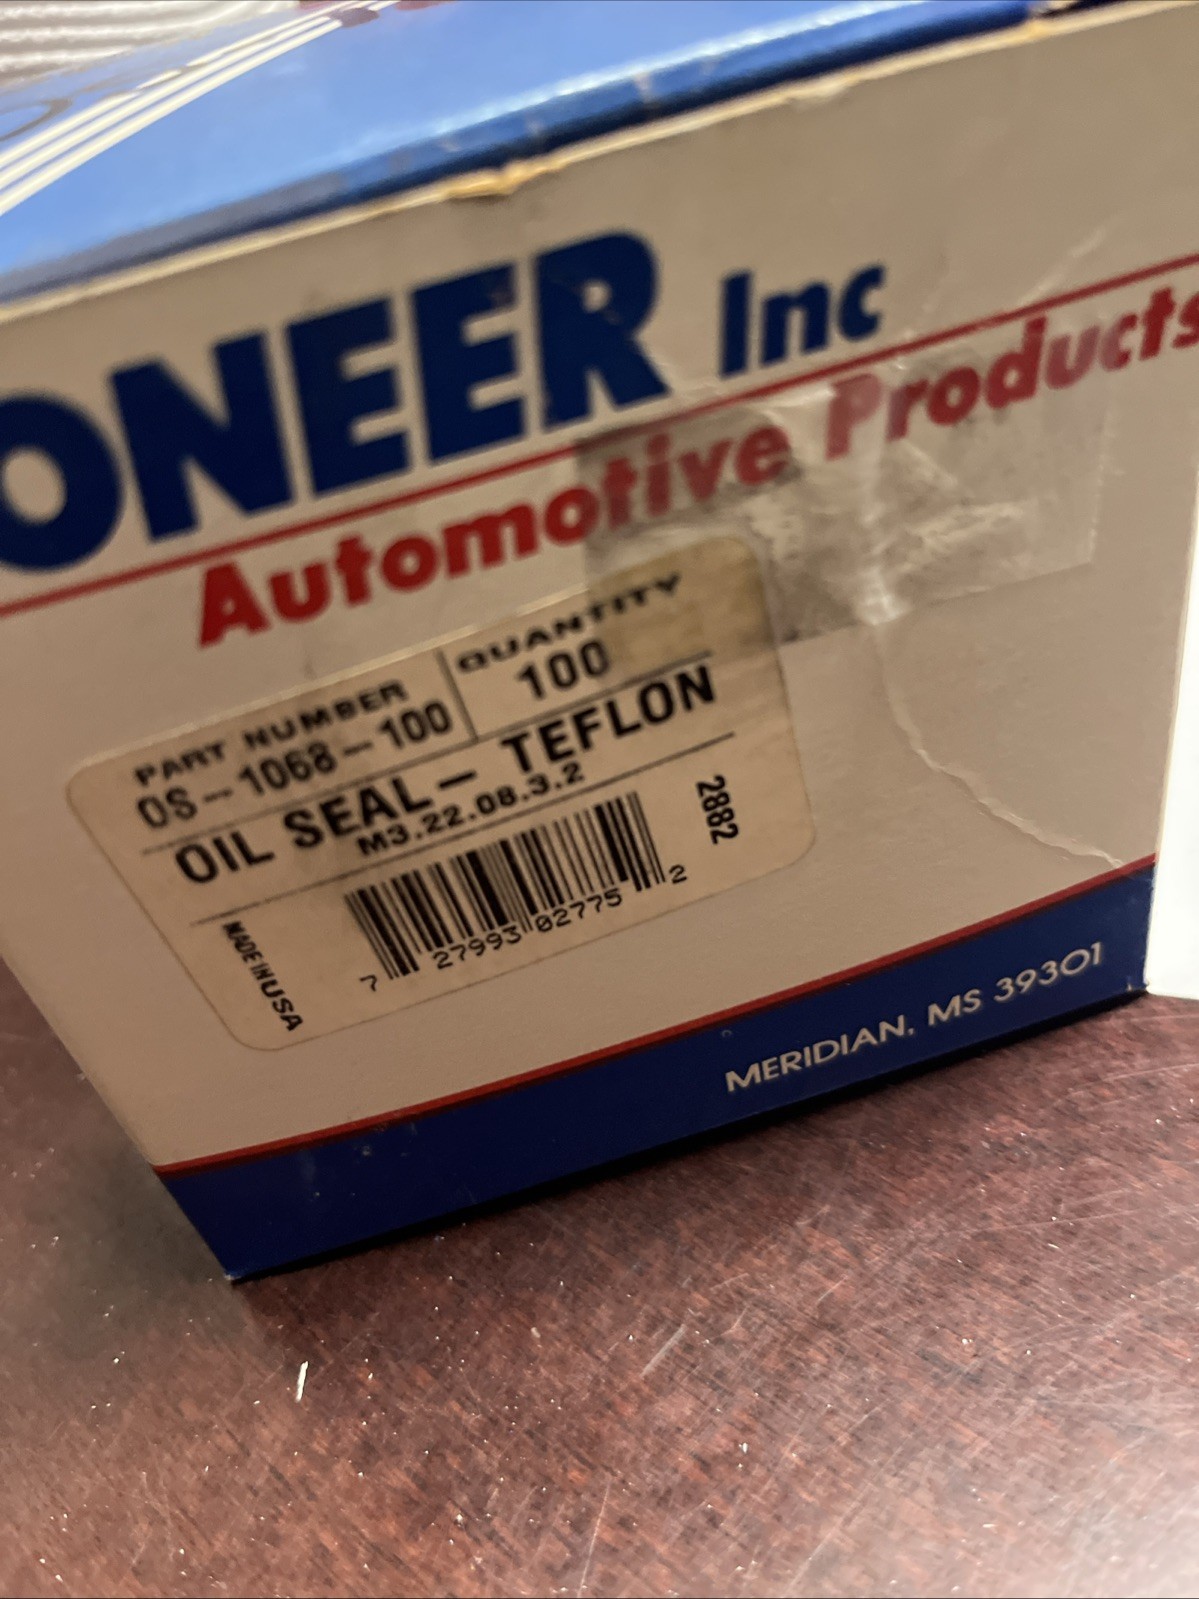 ONEER Inc
Automotive Products
PART NUMBER QUANTITY
OS-1068-100 100
OIL SEAL- TEFLON
M3.22.08.3.2
2882
MADE IN USA
7 27993 02775 2
MERIDIAN, MS 39301